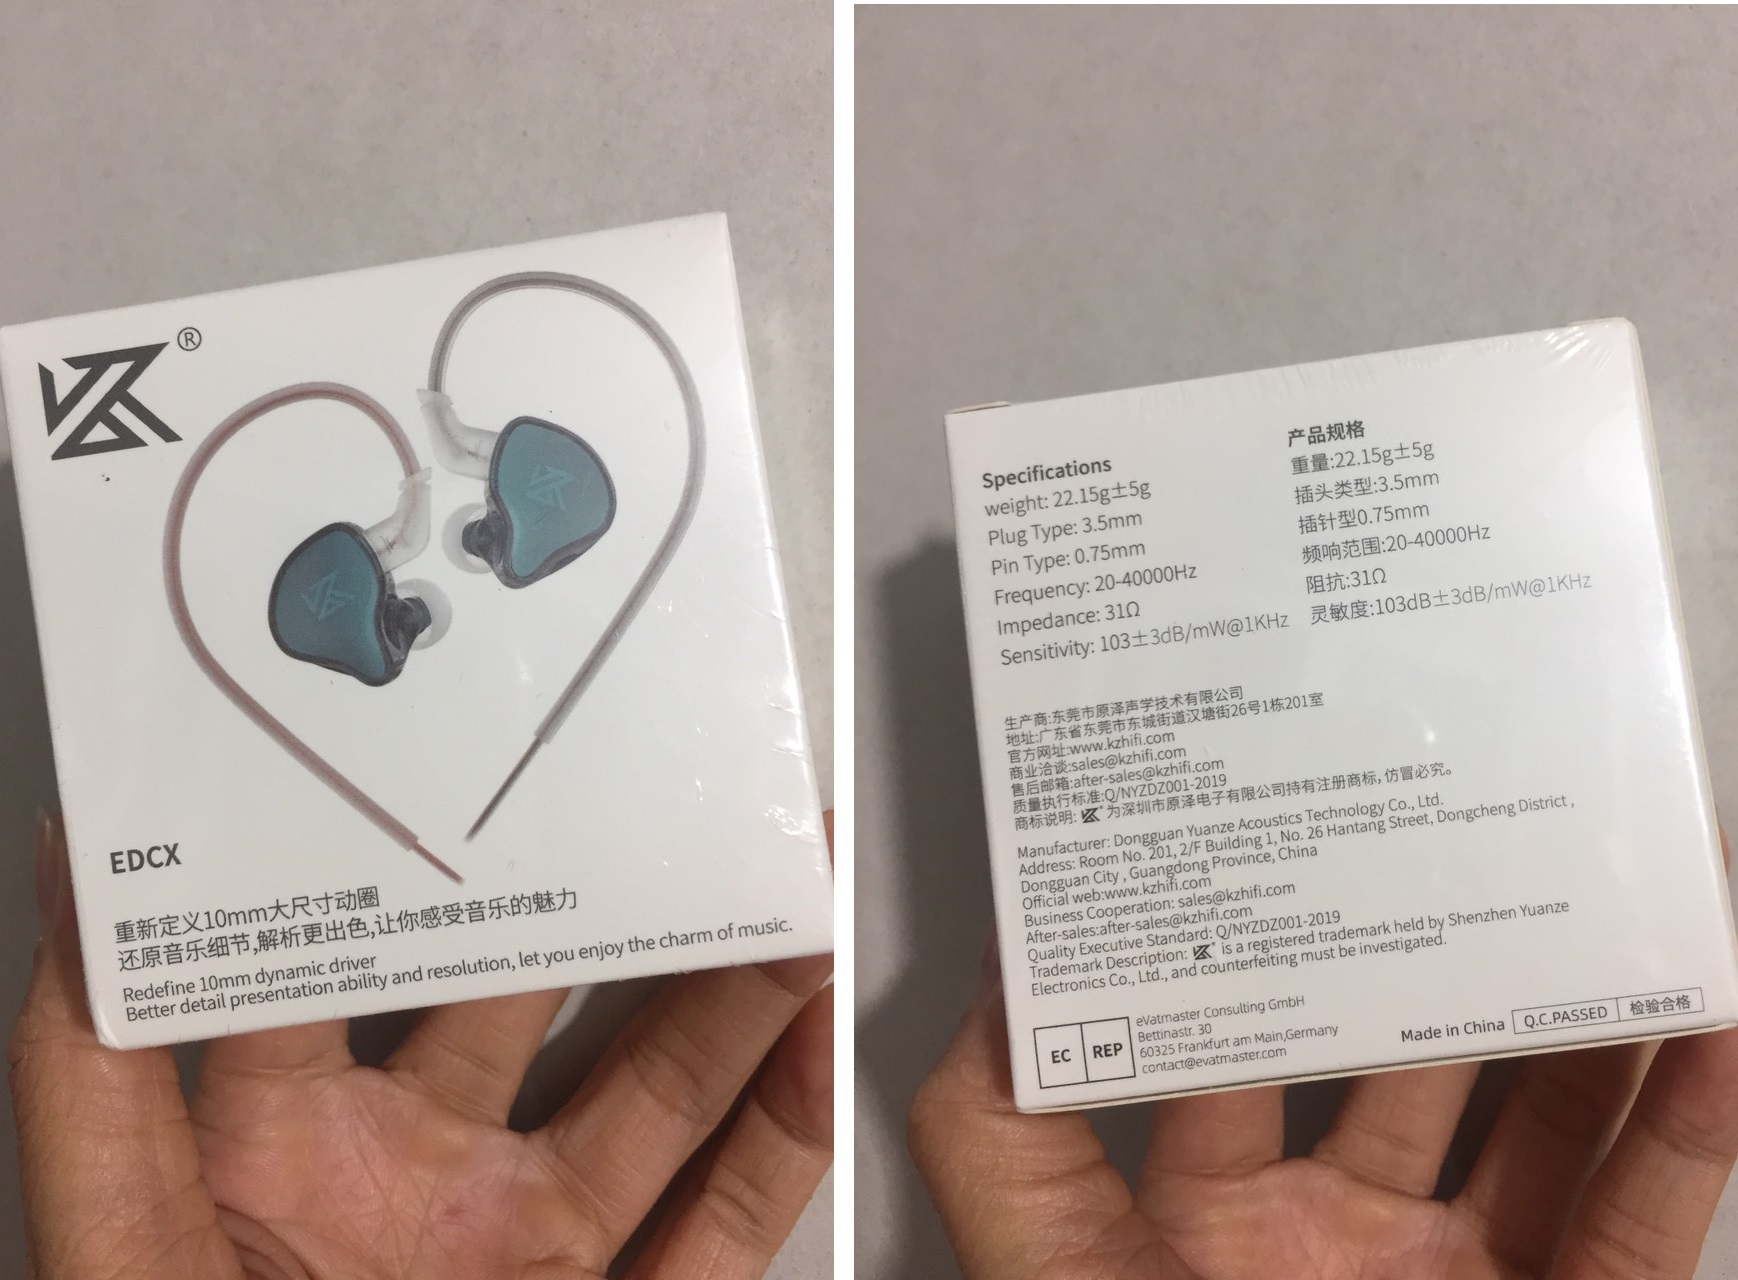 KZ®
EDCX
重新定义10mm大尺寸动圈
还原音乐细节,解析更出色,让你感受音乐的魅力
Redefine 10mm dynamic driver
Better detail presentation ability and resolution, let you enjoy the charm of music.
Specifications
weight: 22.15g±5g
Plug Type: 3.5mm
Pin Type: 0.75mm
Frequency: 20-40000Hz
Impedance: 31Ω
Sensitivity: 103±3dB/mW@1KHz
产品规格
重量:22.15g±5g
插头类型:3.5mm
插针型0.75mm
频响范围:20-40000Hz
阻抗:31Ω
灵敏度:103dB±3dB/mW@1KHz
生产商:东莞市原泽声学技术有限公司
地址:广东省东莞市东城街道汉塘街26号1栋201室
官方网址:www.kzhifi.com
商业洽谈:sales@kzhifi.com
售后邮箱:after-sales@kzhifi.com
质量执行标准:Q/NYZDZ001-2019
商标说明: KZ® 为深圳市原泽电子有限公司持有注册商标, 仿冒必究。
Manufacturer: Dongguan Yuanze Acoustics Technology Co., Ltd.
Address: Room No. 201, 2/F Building 1, No. 26 Hantang Street, Dongcheng District ,
Dongguan City , Guangdong Province, China
Official web:www.kzhifi.com
Business Cooperation: sales@kzhifi.com
After-sales:after-sales@kzhifi.com
Quality Executive Standard: Q/NYZDZ001-2019
Trademark Description: KZ® is a registered trademark held by Shenzhen Yuanze
Electronics Co., Ltd., and counterfeiting must be investigated.
EC REP
eVatmaster Consulting GmbH
Bettinastr. 30
60325 Frankfurt am Main,Germany
contact@evatmaster.com
Made in China
Q.C.PASSED 检验合格